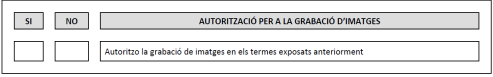 SI NO AUTORITZACIÓ PER A LA GRABACIÓ D'IMATGES
Autoritzo la grabació de imatges en els termes exposats anteriorment